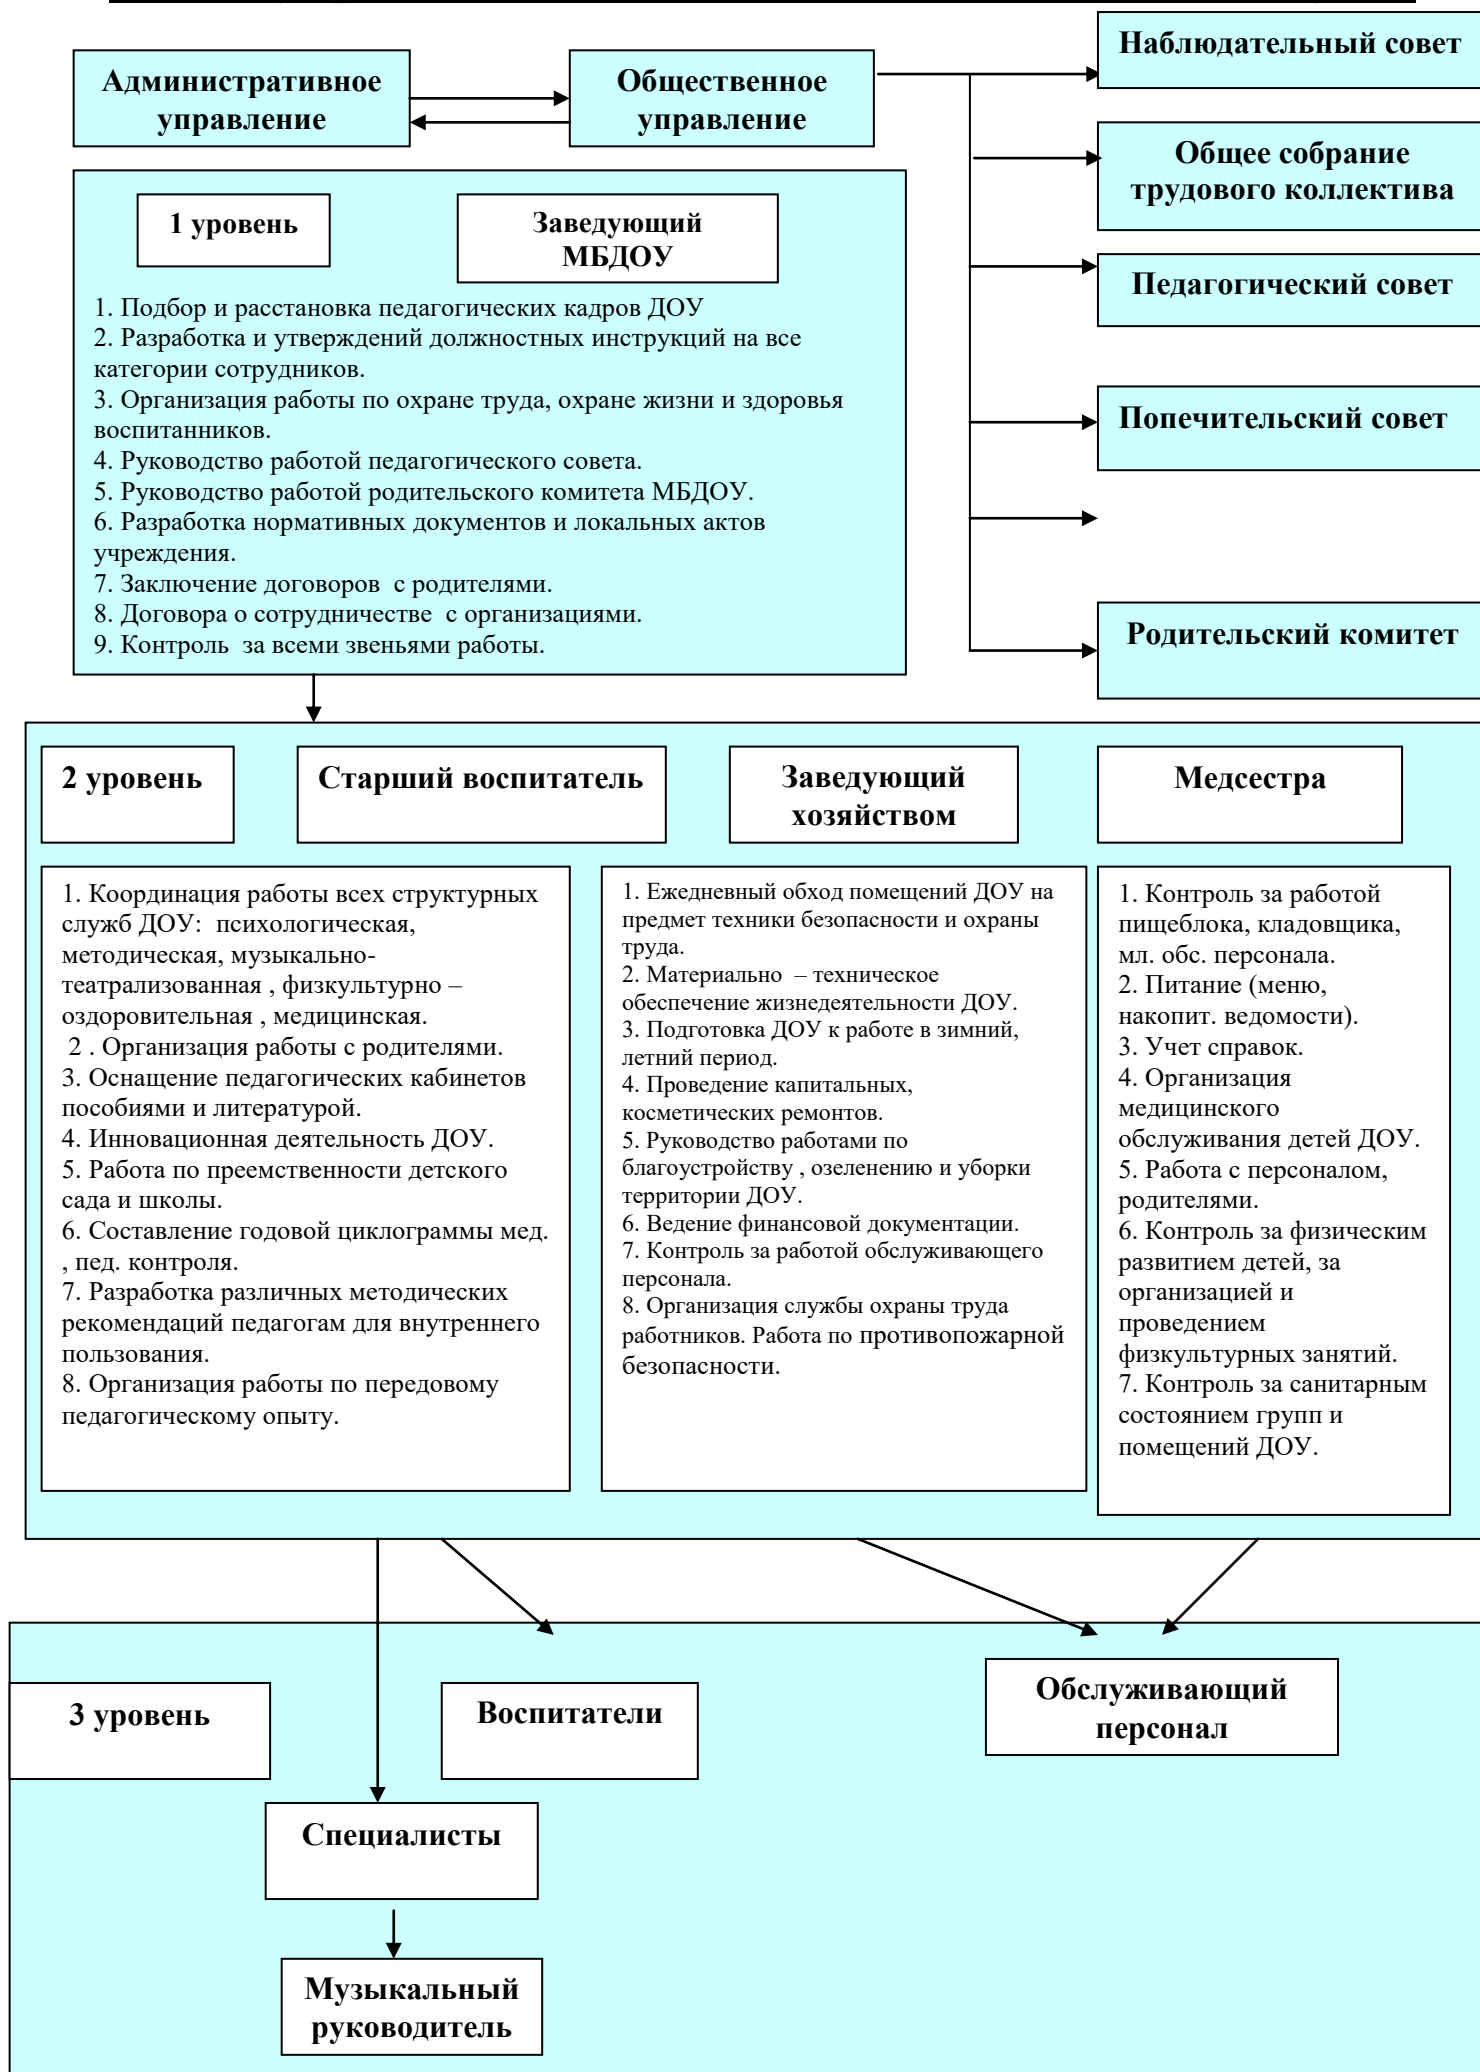 Административное
управление
Общественное
управление
Наблюдательный совет
Общее собрание
трудового коллектива
Педагогический совет
Попечительский совет
Родительский комитет
1 уровень
Заведующий
МБДОУ
1. Подбор и расстановка педагогических кадров ДОУ
2. Разработка и утверждений должностных инструкций на все
категории сотрудников.
3. Организация работы по охране труда, охране жизни и здоровья
воспитанников.
4. Руководство работой педагогического совета.
5. Руководство работой родительского комитета МБДОУ.
6. Разработка нормативных документов и локальных актов
учреждения.
7. Заключение договоров с родителями.
8. Договора о сотрудничестве с организациями.
9. Контроль за всеми звеньями работы.
2 уровень
Старший воспитатель
Заведующий
хозяйством
Медсестра
1. Координация работы всех структурных
служб ДОУ: психологическая,
методическая, музыкально-
театрализованная , физкультурно –
оздоровительная , медицинская.
2 . Организация работы с родителями.
3. Оснащение педагогических кабинетов
пособиями и литературой.
4. Инновационная деятельность ДОУ.
5. Работа по преемственности детского
сада и школы.
6. Составление годовой циклограммы мед.
, пед. контроля.
7. Разработка различных методических
рекомендаций педагогам для внутреннего
пользования.
8. Организация работы по передовому
педагогическому опыту.
1. Ежедневный обход помещений ДОУ на
предмет техники безопасности и охраны
труда.
2. Материально – техническое
обеспечение жизнедеятельности ДОУ.
3. Подготовка ДОУ к работе в зимний,
летний период.
4. Проведение капитальных,
косметических ремонтов.
5. Руководство работами по
благоустройству , озеленению и уборки
территории ДОУ.
6. Ведение финансовой документации.
7. Контроль за работой обслуживающего
персонала.
8. Организация службы охраны труда
работников. Работа по противопожарной
безопасности.
1. Контроль за работой
пищеблока, кладовщика,
мл. обс. персонала.
2. Питание (меню,
накопит. ведомости).
3. Учет справок.
4. Организация
медицинского
обслуживания детей ДОУ.
5. Работа с персоналом,
родителями.
6. Контроль за физическим
развитием детей, за
организацией и
проведением
физкультурных занятий.
7. Контроль за санитарным
состоянием групп и
помещений ДОУ.
3 уровень
Воспитатели
Обслуживающий
персонал
Специалисты
Музыкальный
руководитель